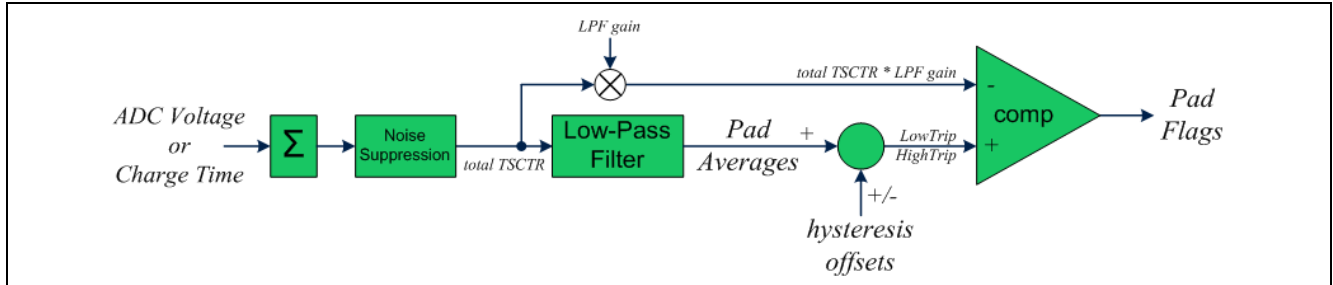 LPF gain
total TSCTR * LPF gain
ADC Voltage
or
Charge Time
Σ
Noise
Suppression
total TSCTR
Low-Pass
Filter
Pad
Averages
+
LowTrip
HighTrip
+/-
hysteresis
offsets
-
comp
+
Pad
Flags